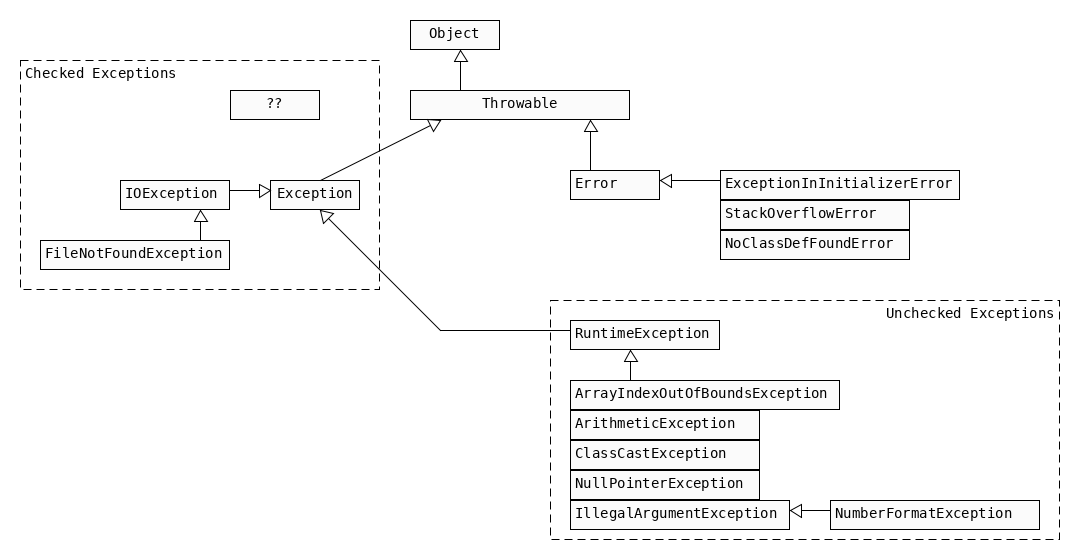 Object
Checked Exceptions
??
Throwable
IOException
Exception
Error
ExceptionInInitializerError
StackOverflowError
NoClassDefFoundError
FileNotFoundException
Unchecked Exceptions
RuntimeException
ArrayIndexOutOfBoundsException
ArithmeticException
ClassCastException
NullPointerException
IllegalArgumentException
NumberFormatException